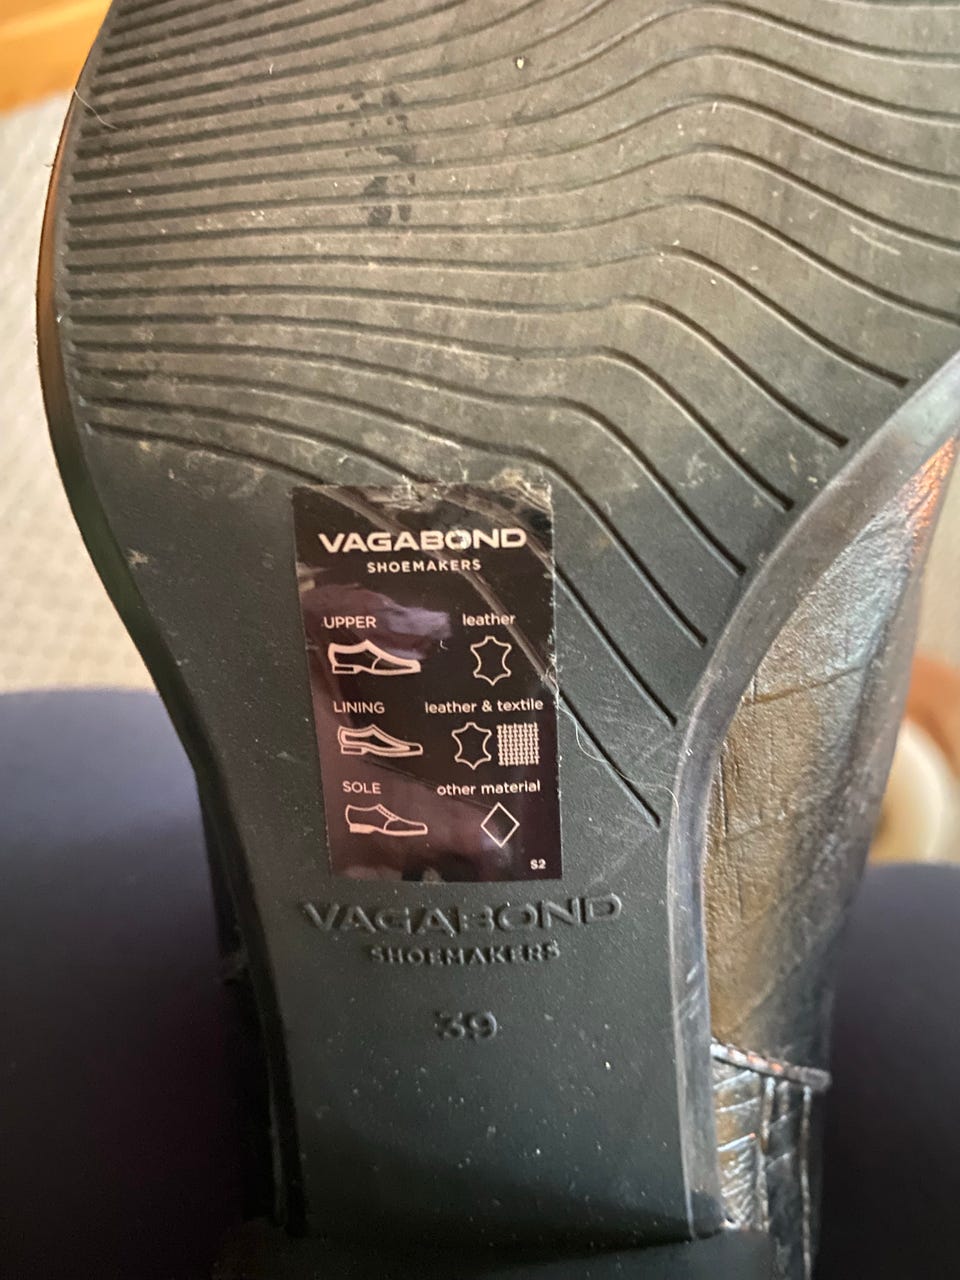 VAGABOND
SHOEMAKERS
UPPER leather
LINING leather & textile
SOLE other material
S2
VAGABOND
SHOEMAKERS
39